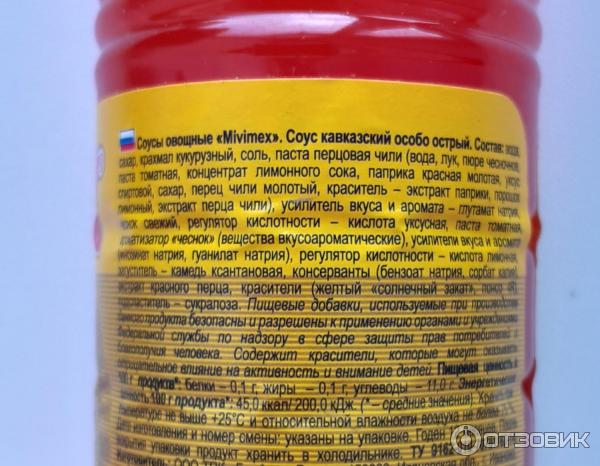 Соусы овощные «Mivimex». Соус кавказский особо острый. Состав: вода,
сахар, крахмал кукурузный, соль, паста перцовая чили (вода, лук, пюре чесночное,
паста томатная, концентрат лимонного сока, паприка красная молотая, уксус
спиртовой, сахар, перец чили молотый, краситель – экстракт паприки, порошок
лимонный, экстракт перца чили), усилитель вкуса и аромата – глутамат натрия,
чеснок свежий, регулятор кислотности – кислота уксусная, паста томатная,
ароматизатор «чеснок» (вещества вкусоароматические), усилители вкуса и аромата
(инозинат натрия, гуанилат натрия), регулятор кислотности – кислота лимонная,
загуститель – камедь ксантановая, консерванты (бензоат натрия, сорбат калия),
экстракт красного перца, красители (желтый «солнечный закат», понсо 4R),
подсластитель – сукралоза. Пищевые добавки, используемые при производстве
данного продукта безопасны и разрешены к применению органами и учреждениями
Федеральной службы по надзору в сфере защиты прав потребителей и
благополучия человека. Содержит красители, которые могут оказывать
отрицательное влияние на активность и внимание детей. Пищевая ценность
100 г продукта*: белки – 0,1 г, жиры – 0,1 г, углеводы – 11,0 г. Энергетическая
ценность 100 г продукта*: 45,0 ккал/ 200,0 кДж. (* – средние значения). Хранить
температуре не выше +25°С и относительной влажности воздуха не более
Дата изготовления и номер смены: указаны на упаковке. Годен
вскрытия упаковки продукт хранить в холодильнике. ТУ 9162
Изготовитель: ООО
ОТЗОВИК